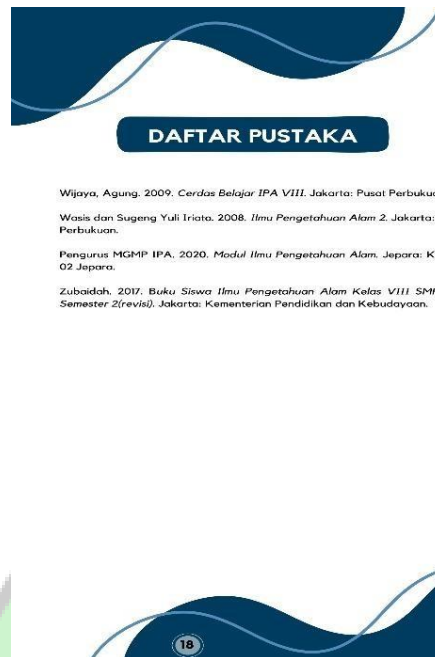 DAFTAR PUSTAKA
Wijaya, Agung. 2009. Cerdas Belajar IPA VIII. Jakarta: Pusat
Wasis dan Sugeng Yuli Iriata. 2008. Ilmu Pengetahuan Alam 2. Jakarta:
Perbukuan.
Pengurus MGMP IPA. 2020. Modul Ilmu Pengetahuan Alam. Jepara:
02 Jepara.
Zubaidah. 2017. Buku Siswa Ilmu Pengetahuan Alam Kelas VIII
Semester 2(revisi). Jakarta: Kementerian Pendidikan dan Kebudayaan.
18